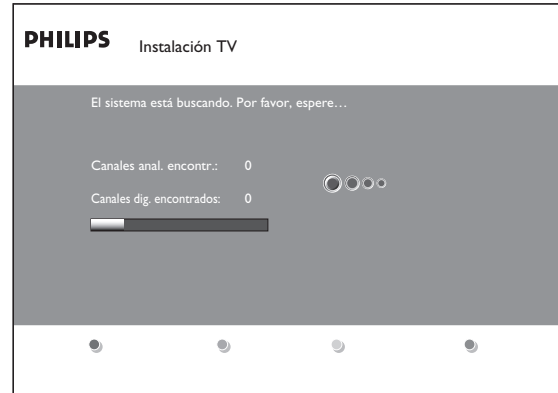 PHILIPS
Instalación TV
El sistema está buscando. Por favor, espere…
Canales anal. encontr.: 0
Canales dig. encontrados: 0